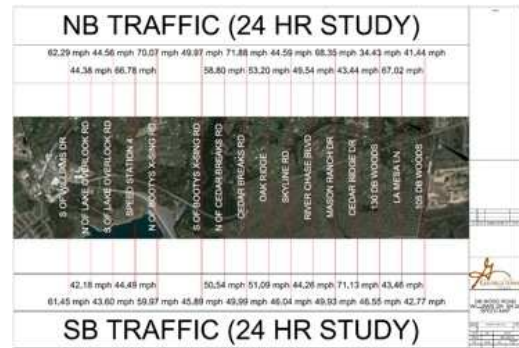 NB TRAFFIC (24 HR STUDY)
62.29 mph 44.56 mph 70.07 mph 49.97 mph 71.88 mph 44.59 mph 68.35 mph 34.43 mph 41.44 mph
44.38 mph 66.78 mph 58.80 mph 53.20 mph 49.54 mph 43.44 mph 67.02 mph
S OF WILLIAMS DR
N OF LAKE OVERLOOK RD
S OF LAKE OVERLOOK RD
SPEED STATION 4
N OF BOOTYS X-SING RD
S OF BOOTYS X-SING RD
N OF CEDAR BREAKS RD
CEDAR BREAKS RD
OAK RIDGE
SKYLINE RD
RIVER CHASE BLVD
MASON RANCH DR
CEDAR RIDGE DR
130 DB WOODS
LA MESA LN
105 DB WOODS
42.18 mph 44.49 mph 50.54 mph 51.09 mph 44.26 mph 71.13 mph 43.46 mph
61.45 mph 43.60 mph 59.97 mph 45.89 mph 49.99 mph 46.04 mph 49.93 mph 46.55 mph 42.77 mph
SB TRAFFIC (24 HR STUDY)
GEORGETOWN
DB WOOD ROAD
SPEED MAP